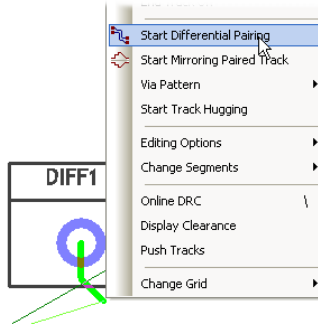 Start Differential Pairing
Start Mirroring Paired Track
Via Pattern
Start Track Hugging
Editing Options
Change Segments
Online DRC \
Display Clearance
Push Tracks
Change Grid
DIFF1